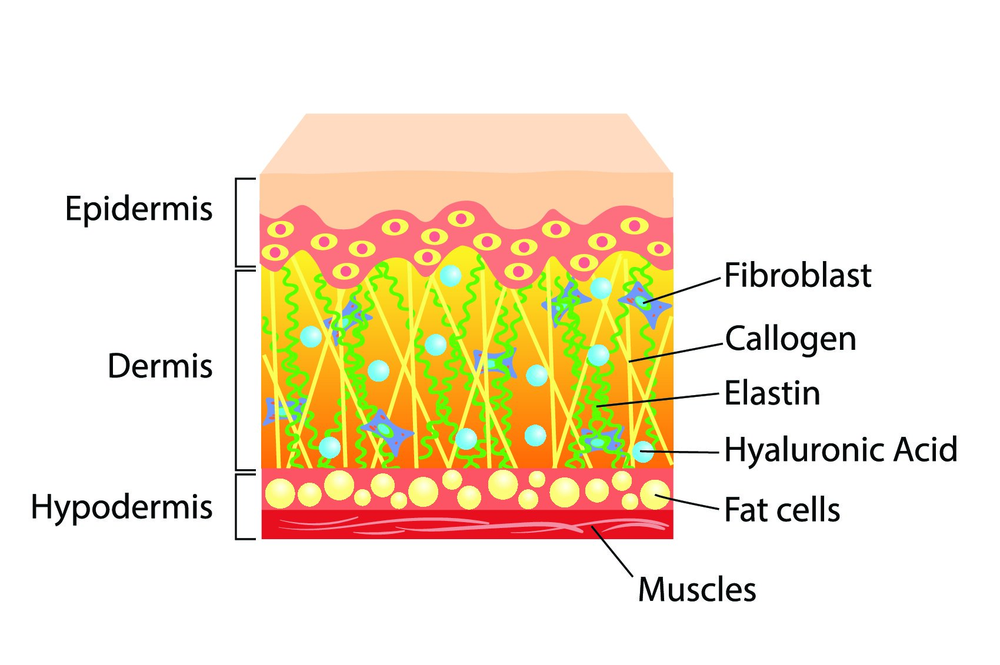 Epidermis
Dermis
Hypodermis
Fibroblast
Callogen
Elastin
Hyaluronic Acid
Fat cells
Muscles